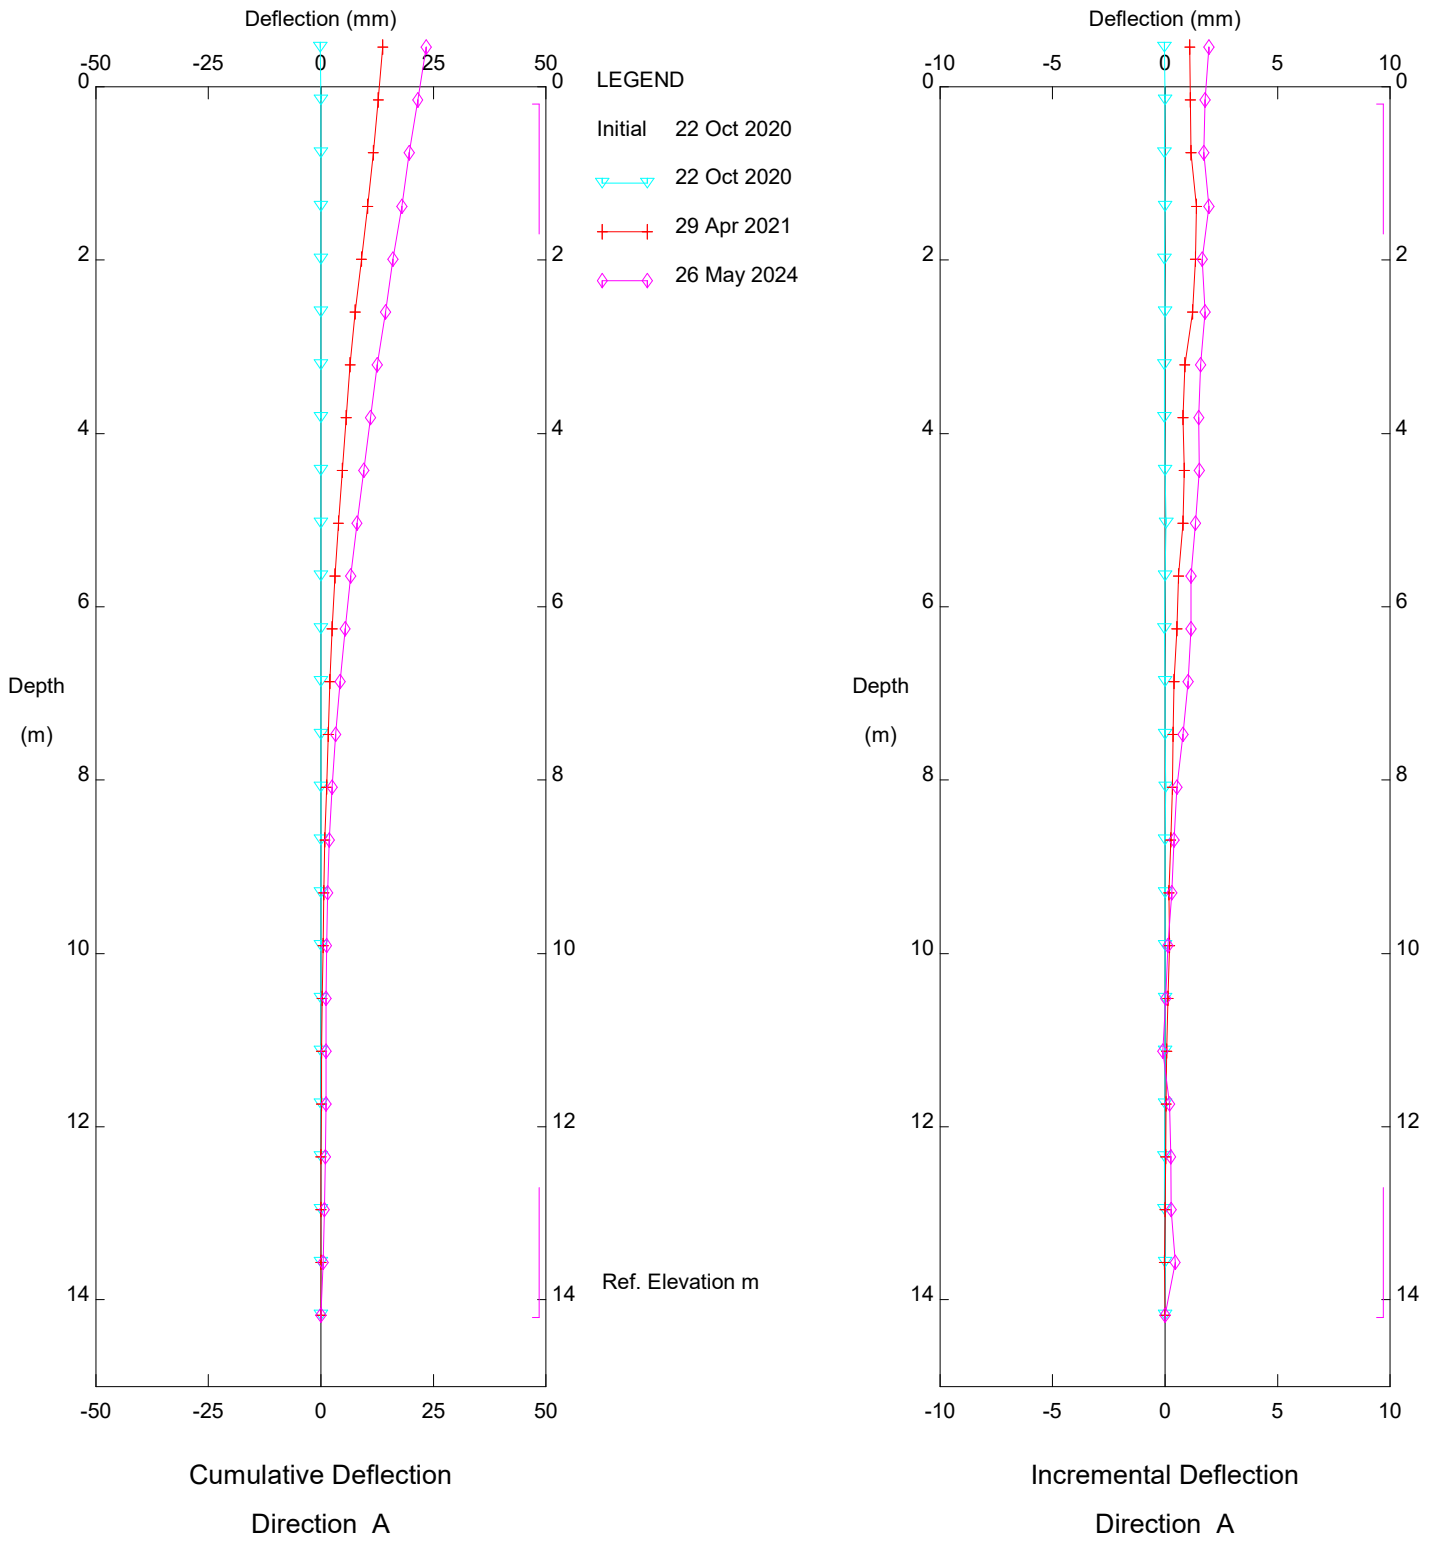 Deflection (mm)
-50 -25 0 25 50
0 0
2 2
4 4
6 6
Depth
(m)
8 8
10 10
12 12
14 14
-50 -25 0 25 50
Cumulative Deflection
Direction A
LEGEND
Initial 22 Oct 2020
22 Oct 2020
29 Apr 2021
26 May 2024
Ref. Elevation m
Deflection (mm)
-10 -5 0 5 10
0 0
2 2
4 4
6 6
Depth
(m)
8 8
10 10
12 12
14 14
-10 -5 0 5 10
Incremental Deflection
Direction A